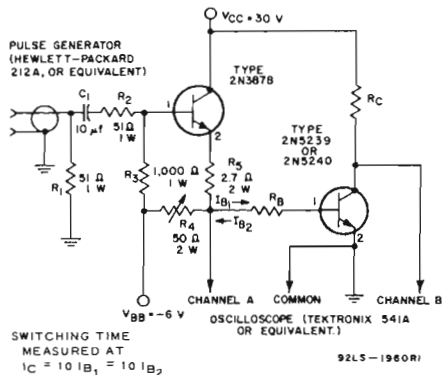 VCC = 30 V
PULSE GENERATOR
(HEWLETT-PACKARD
212A, OR EQUIVALENT)
TYPE
2N3878
C1
10 µf
R2
51Ω
1 W
1
2
RC
TYPE
2N5239
OR
2N5240
R1
51 Ω
1 W
R3
1,000 Ω
1 W
R5
2.7 Ω
2 W
IB1
IB2
RB
1
2
R4
50 Ω
2 W
VBB = -6 V
CHANNEL A
COMMON
CHANNEL B
OSCILLOSCOPE (TEKTRONIX 541A
OR EQUIVALENT.)
SWITCHING TIME
MEASURED AT
IC = 10 IB1 = 10 IB2
92LS-1960RI